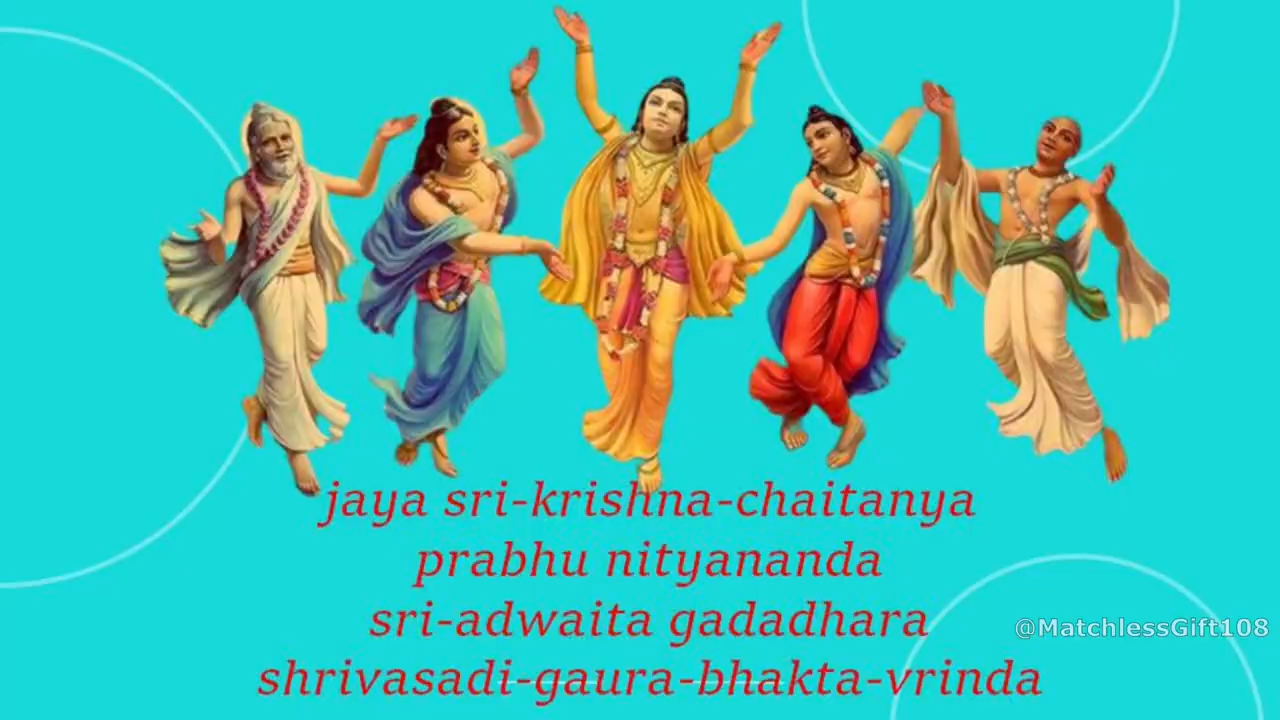 jaya sri-krishna-chaitanya
prabhu nityananda
sri-adwaita gadadhara
@MatchlessGift108
shrivasadi-gaura-bhakta-vrinda